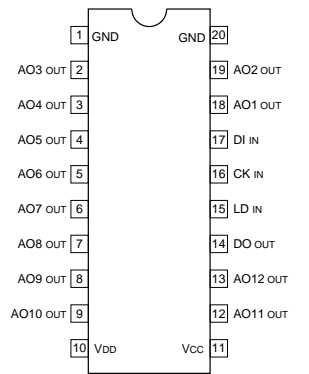 1 GND GND 20
AO3 OUT 2 19 AO2 OUT
AO4 OUT 3 18 AO1 OUT
AO5 OUT 4 17 DI IN
AO6 OUT 5 16 CK IN
AO7 OUT 6 15 LD IN
AO8 OUT 7 14 DO OUT
AO9 OUT 8 13 AO12 OUT
AO10 OUT 9 12 AO11 OUT
10 VDD VCC 11